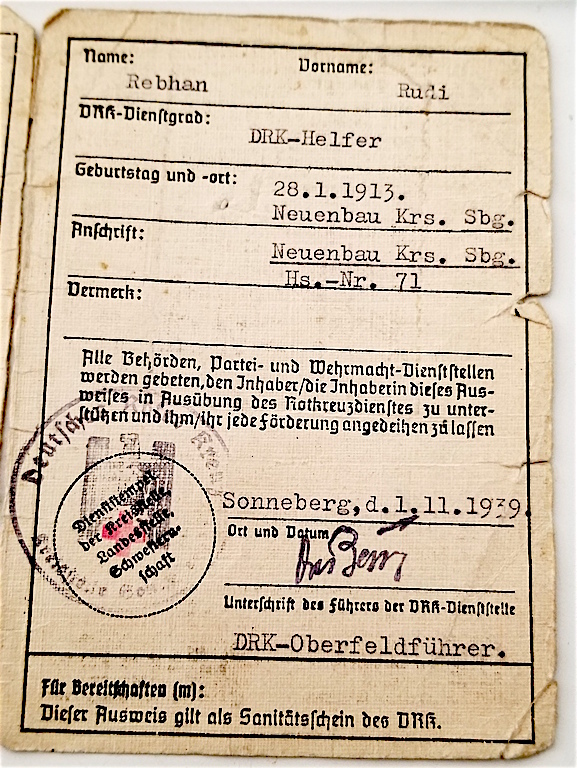 Name: Vorname:
Rebhan Rudi
DRK-Dienstgrad:
DRK-Helfer
Geburtstag und -ort:
28.1.1913.
Neuenbau Krs. Sbg.
Anschrift:
Neuenbau Krs. Sbg.
Hs.-Nr. 71
Vermerk:
Alle Behörden, Partei- und Wehrmacht-Dienststellen
werden gebeten, den Inhaber/die Inhaberin dieses Aus-
weises in Ausübung des Rotkreuzdienstes zu unter-
stützen und ihm/ihr jede Förderung angedeihen zu lassen
Deutsches Kreuz
Dienststempel
der Kreisstelle,
Landesstelle,
Schwestern-
schaft
Sonneberg, d. 1.11.1939.
Ort und Datum
Unterschrift des Führers der DRK-Dienststelle
DRK-Oberfeldführer.
Für Bereitschaften (m):
Dieser Ausweis gilt als Sanitätsschein des DRK.